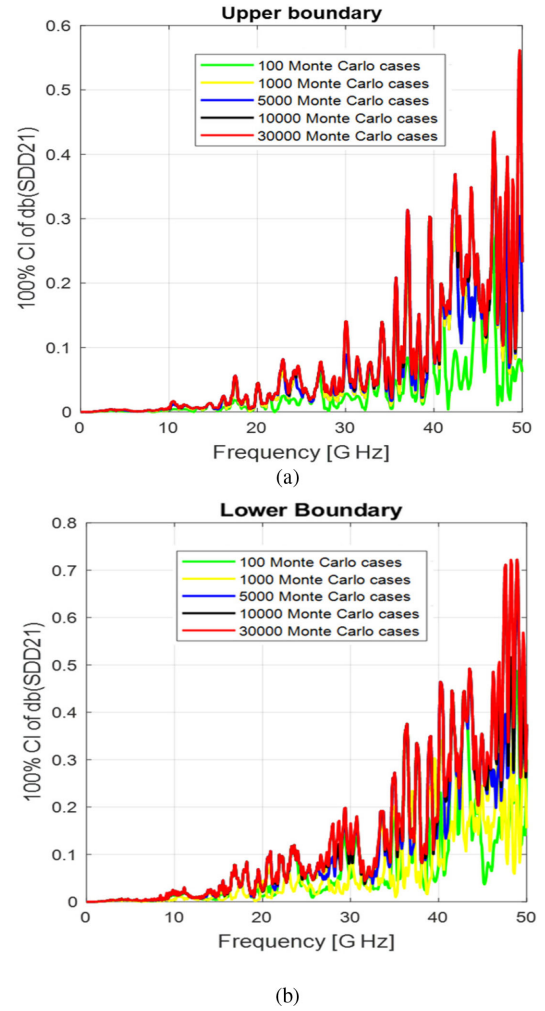 Upper boundary
0.6
0.5
0.4
0.3
0.2
0.1
0
100% CI of db(SDD21)
100 Monte Carlo cases
1000 Monte Carlo cases
5000 Monte Carlo cases
10000 Monte Carlo cases
30000 Monte Carlo cases
0 10 20 30 40 50
Frequency [G Hz]
(a)
Lower Boundary
0.8
0.7
0.6
0.5
0.4
0.3
0.2
0.1
0
100% CI of db(SDD21)
100 Monte Carlo cases
1000 Monte Carlo cases
5000 Monte Carlo cases
10000 Monte Carlo cases
30000 Monte Carlo cases
0 10 20 30 40 50
Frequency [G Hz]
(b)